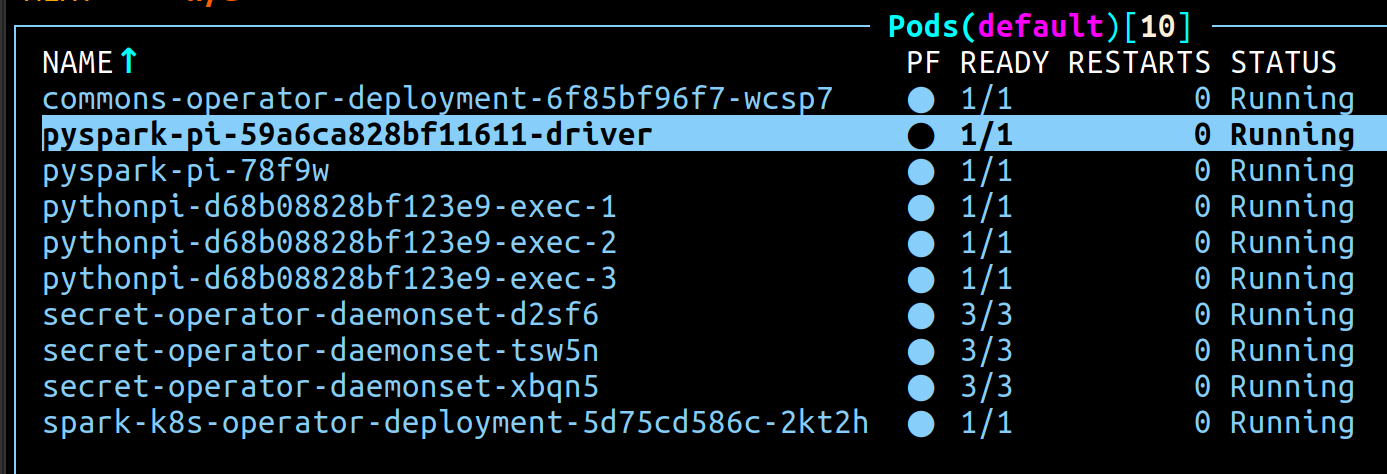 Pods(default)[10]
NAME↑ PF READY RESTARTS STATUS
commons-operator-deployment-6f85bf96f7-wcsp7 ● 1/1 0 Running
pyspark-pi-59a6ca828bf11611-driver ● 1/1 0 Running
pyspark-pi-78f9w ● 1/1 0 Running
pythonpi-d68b08828bf123e9-exec-1 ● 1/1 0 Running
pythonpi-d68b08828bf123e9-exec-2 ● 1/1 0 Running
pythonpi-d68b08828bf123e9-exec-3 ● 1/1 0 Running
secret-operator-daemonset-d2sf6 ● 3/3 0 Running
secret-operator-daemonset-tsw5n ● 3/3 0 Running
secret-operator-daemonset-xbqn5 ● 3/3 0 Running
spark-k8s-operator-deployment-5d75cd586c-2kt2h ● 1/1 0 Running